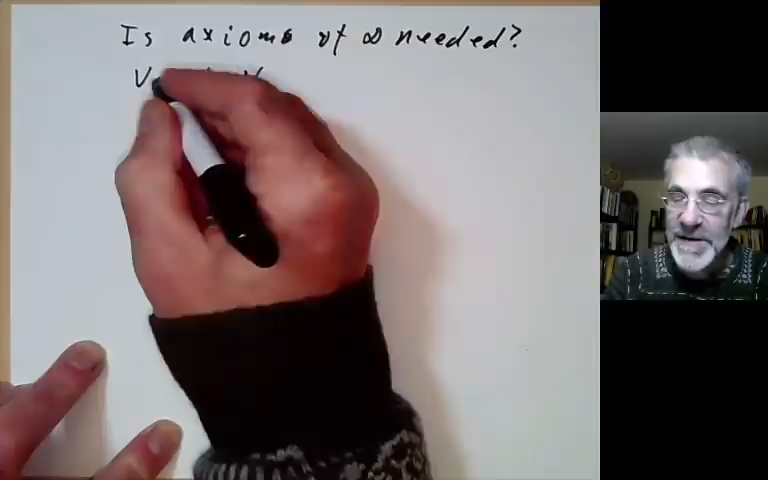 Is axioms of ∞ needed?
V